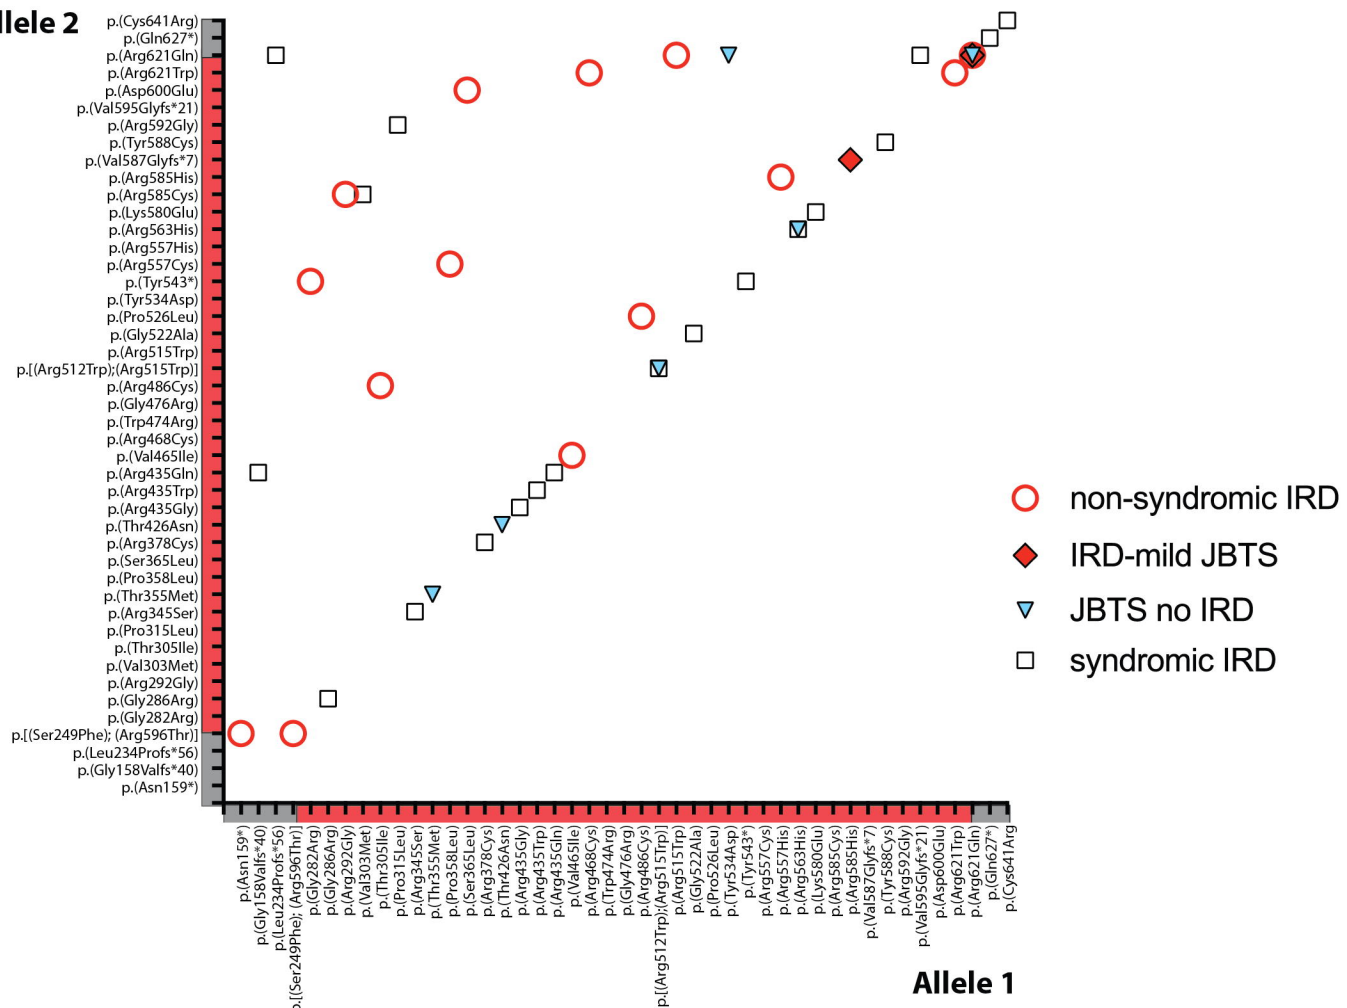 llele 2
p.(Cys641Arg)
p.(Gln627*)
p.(Arg621Gln)
p.(Arg621Trp)
p.(Asp600Glu)
p.(Val595Glyfs*21)
p.(Arg592Gly)
p.(Tyr588Cys)
p.(Val587Glyfs*7)
p.(Arg585His)
p.(Arg585Cys)
p.(Lys580Glu)
p.(Arg563His)
p.(Arg557His)
p.(Arg557Cys)
p.(Tyr543*)
p.(Tyr534Asp)
p.(Pro526Leu)
p.(Gly522Ala)
p.(Arg515Trp)
p.[(Arg512Trp);(Arg515Trp)]
p.(Arg486Cys)
p.(Gly476Arg)
p.(Trp474Arg)
p.(Arg468Cys)
p.(Val465Ile)
p.(Arg435Gln)
p.(Arg435Trp)
p.(Arg435Gly)
p.(Thr426Asn)
p.(Arg378Cys)
p.(Ser365Leu)
p.(Pro358Leu)
p.(Thr355Met)
p.(Arg345Ser)
p.(Pro315Leu)
p.(Thr305Ile)
p.(Val303Met)
p.(Arg292Gly)
p.(Gly286Arg)
p.(Gly282Arg)
p.[(Ser249Phe); (Arg596Thr)]
p.(Leu234Profs*56)
p.(Gly158Valfs*40)
p.(Asn159*)
non-syndromic IRD
IRD-mild JBTS
JBTS no IRD
syndromic IRD
p.(Asn159*)
p.(Gly158Valfs*40)
p.(Leu234Profs*56)
p.[(Ser249Phe); (Arg596Thr)]
p.(Gly282Arg)
p.(Gly286Arg)
p.(Arg292Gly)
p.(Val303Met)
p.(Thr305Ile)
p.(Pro315Leu)
p.(Arg345Ser)
p.(Thr355Met)
p.(Pro358Leu)
p.(Ser365Leu)
p.(Arg378Cys)
p.(Thr426Asn)
p.(Arg435Gly)
p.(Arg435Trp)
p.(Arg435Gln)
p.(Val465Ile)
p.(Arg468Cys)
p.(Trp474Arg)
p.(Gly476Arg)
p.(Arg486Cys)
p.[(Arg512Trp);(Arg515Trp)]
p.(Arg515Trp)
p.(Gly522Ala)
p.(Pro526Leu)
p.(Tyr534Asp)
p.(Tyr543*)
p.(Arg557Cys)
p.(Arg557His)
p.(Arg563His)
p.(Lys580Glu)
p.(Arg585Cys)
p.(Arg585His)
p.(Val587Glyfs*7)
p.(Tyr588Cys)
p.(Arg592Gly)
p.(Val595Glyfs*21)
p.(Asp600Glu)
p.(Arg621Trp)
p.(Arg621Gln)
p.(Gln627*)
p.(Cys641Arg
Allele 1